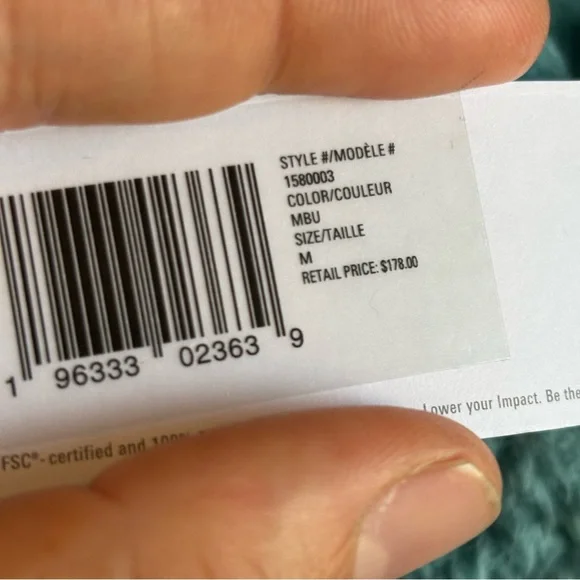 STYLE #/MODÈLE #
1580003
COLOR/COULEUR
MBU
SIZE/TAILLE
M
RETAIL PRICE: $178.00
1 96333 02363 9
Lower your Impact. Be the
FSC®- certified and 100%